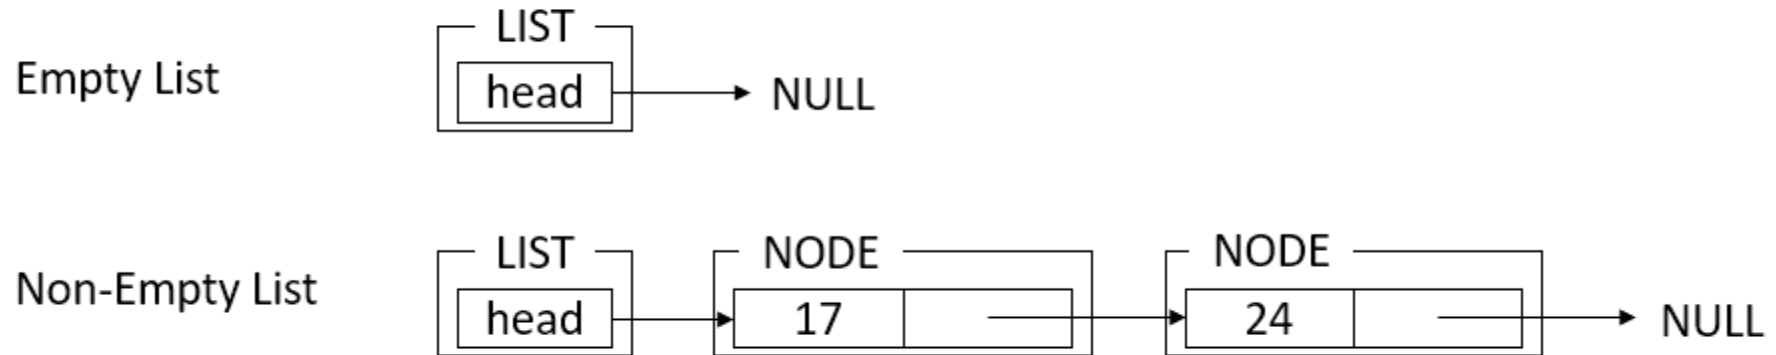 LIST
Empty List head NULL
LIST NODE NODE
Non-Empty List head 17 24 NULL